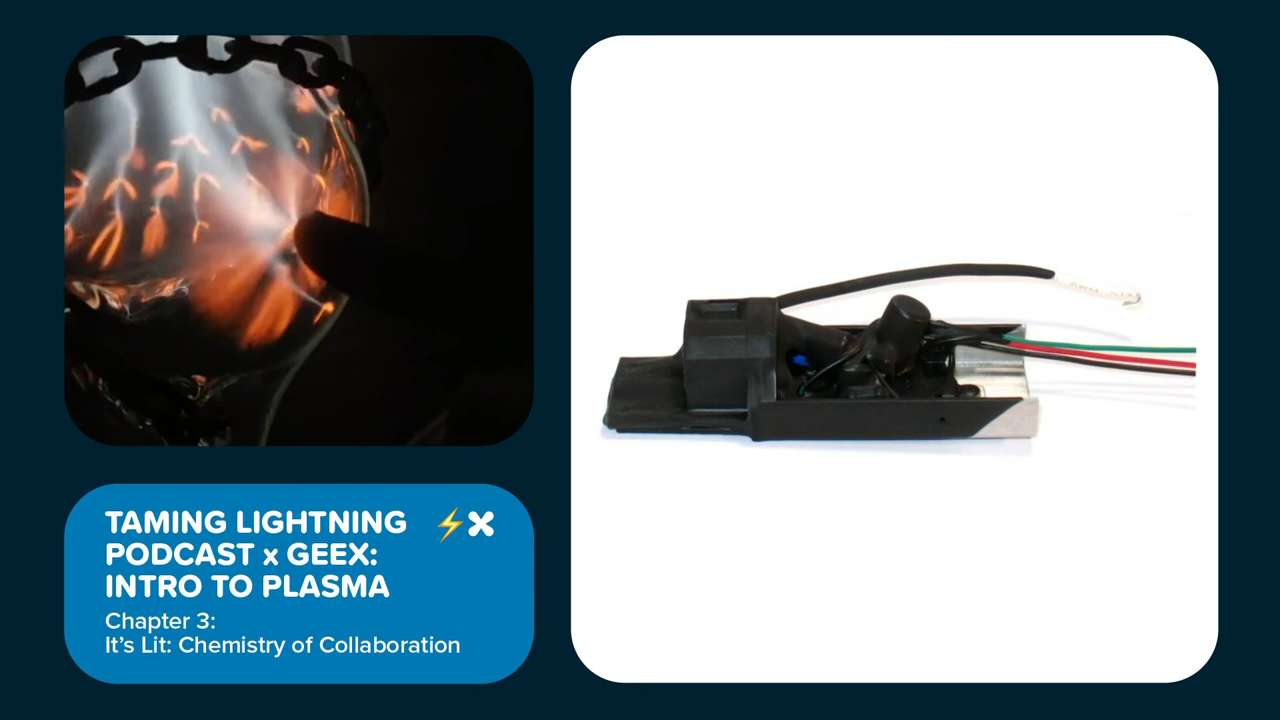 TAMING LIGHTNING ⚡✖
PODCAST x GEEX:
INTRO TO PLASMA
Chapter 3:
It’s Lit: Chemistry of Collaboration